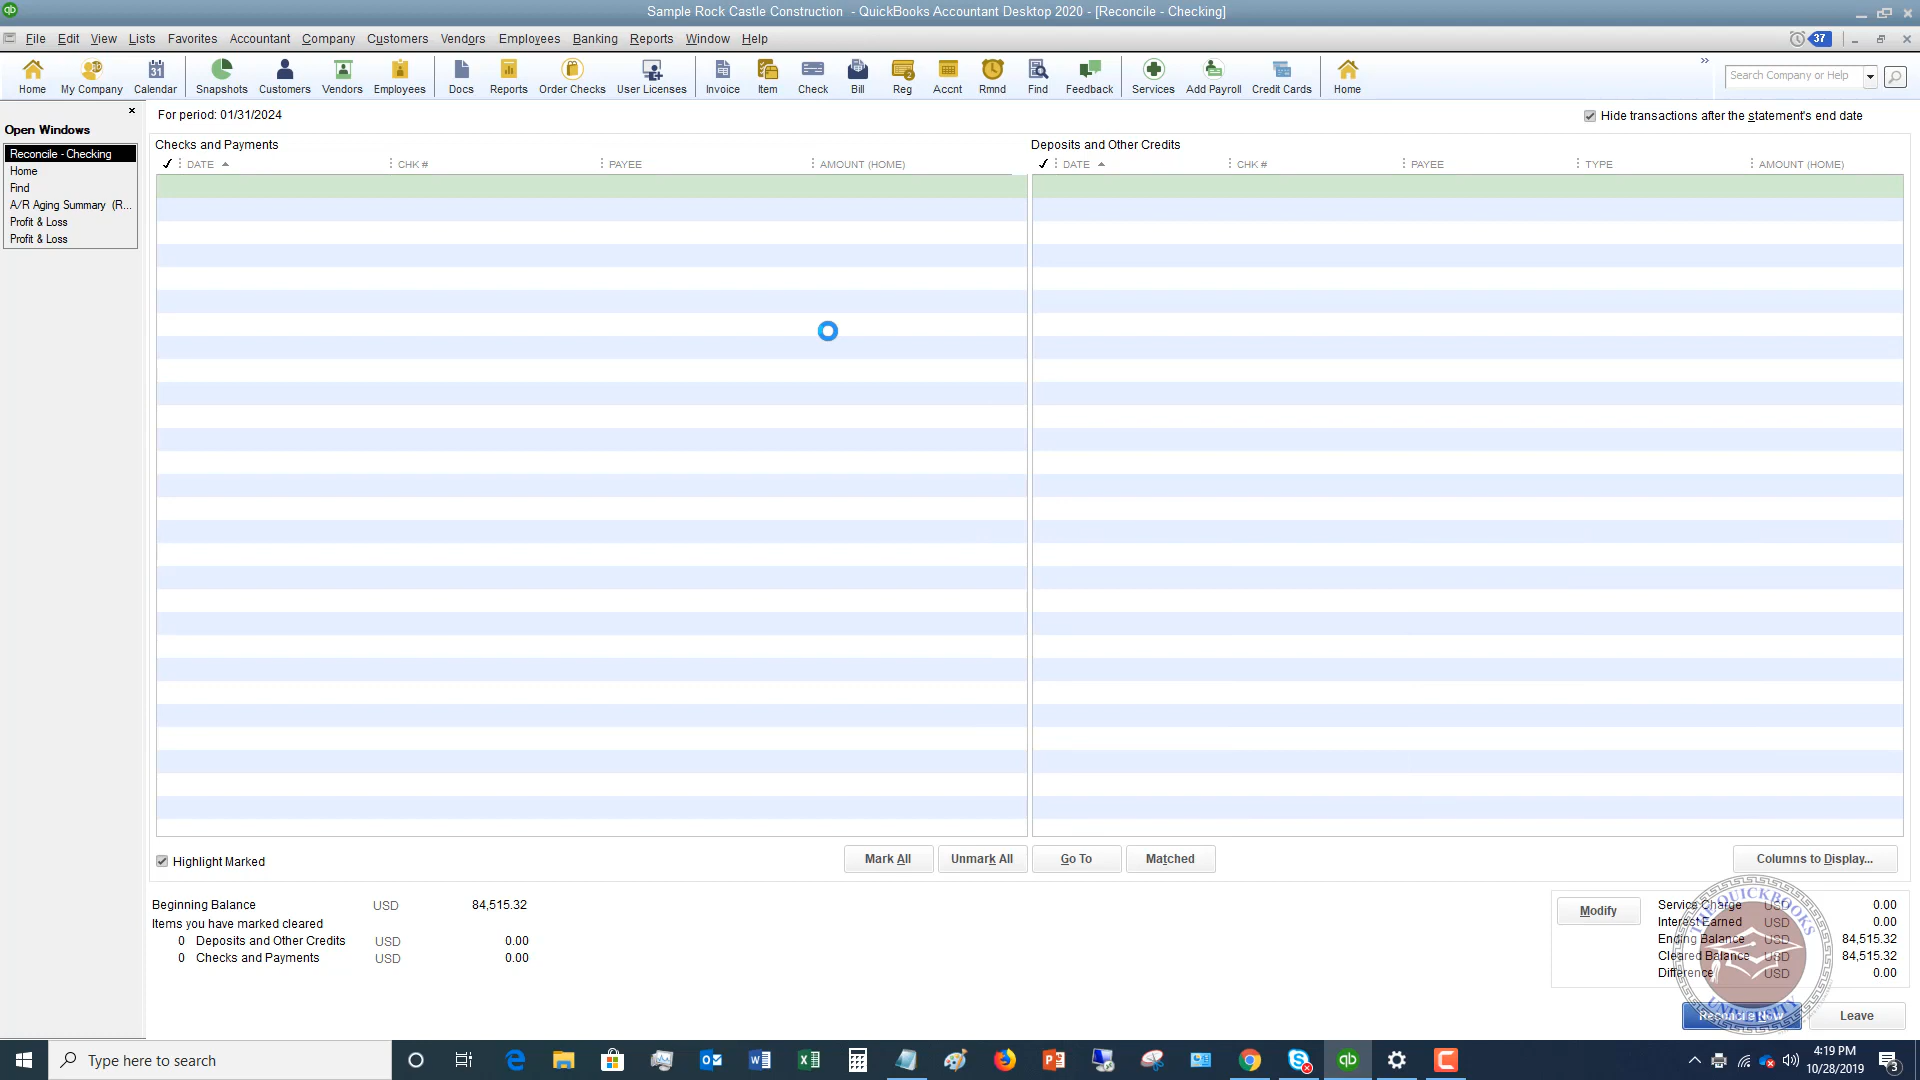 Sample Rock Castle Construction - QuickBooks Accountant Desktop 2020 - [Reconcile - Checking]
File Edit View Lists Favorites Accountant Company Customers Vendors Employees Banking Reports Window Help 37
Home My Company Calendar Snapshots Customers Vendors Employees Docs Reports Order Checks User Licenses Invoice Item Check Bill Reg Accnt Rmnd Find Feedback Services Add Payroll Credit Cards Home
Search Company or Help
Open Windows
Reconcile - Checking
Home
Find
A/R Aging Summary (R...
Profit & Loss
Profit & Loss
For period: 01/31/2024
Hide transactions after the statement's end date
Checks and Payments
DATE CHK # PAYEE AMOUNT (HOME)
Deposits and Other Credits
DATE CHK # PAYEE TYPE AMOUNT (HOME)
Highlight Marked
Mark All Unmark All Go To Matched Columns to Display...
Beginning Balance USD 84,515.32
Items you have marked cleared
0 Deposits and Other Credits USD 0.00
0 Checks and Payments USD 0.00
Modify
Service Charge USD 0.00
Interest Earned USD 0.00
Ending Balance USD 84,515.32
Cleared Balance USD 84,515.32
Difference USD 0.00
Reconcile Now Leave
THE QUICKBOOKS UNIVERSITY
Type here to search
4:19 PM
10/28/2019
3